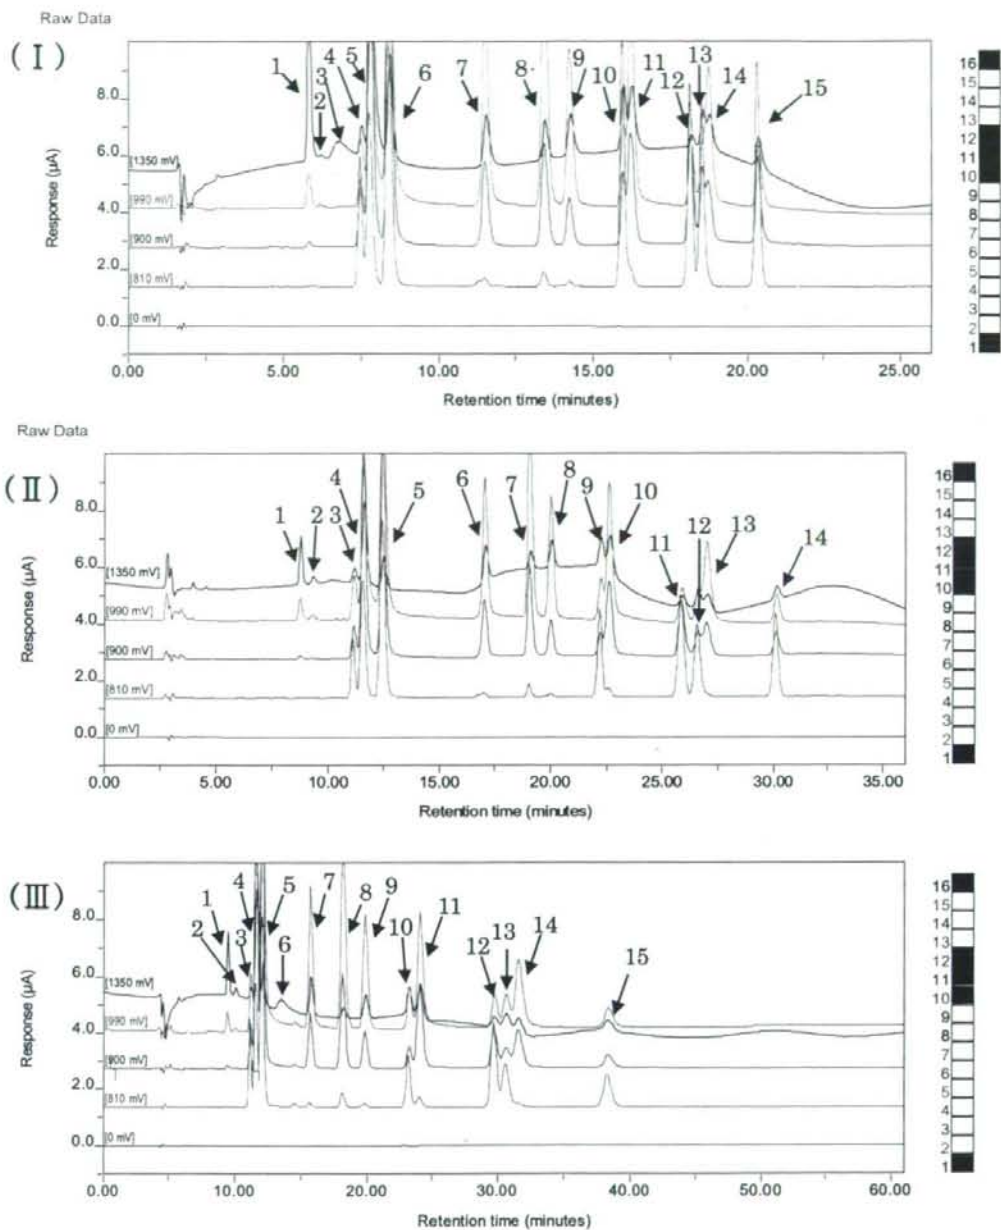 Raw Data
(I)
1 2 3 4 5 6 7 8 9 10 11 12 13 14 15
8.0
6.0
4.0
2.0
0.0
Response (µA)
[1350 mV]
[990 mV]
[900 mV]
[810 mV]
[0 mV]
0.00 5.00 10.00 15.00 20.00 25.00
Retention time (minutes)
16
15
14
13
12
11
10
9
8
7
6
5
4
3
2
1
Raw Data
(II)
1 2 3 4 5 6 7 8 9 10 11 12 13 14
8.0
6.0
4.0
2.0
0.0
Response (µA)
[1350 mV]
[990 mV]
[900 mV]
[810 mV]
[0 mV]
0.00 5.00 10.00 15.00 20.00 25.00 30.00 35.00
Retention time (minutes)
16
15
14
13
12
11
10
9
8
7
6
5
4
3
2
1
(III)
1 2 3 4 5 6 7 8 9 10 11 12 13 14 15
8.0
6.0
4.0
2.0
0.0
Response (µA)
[1350 mV]
[990 mV]
[900 mV]
[810 mV]
[0 mV]
0.00 10.00 20.00 30.00 40.00 50.00 60.00
Retention time (minutes)
16
15
14
13
12
11
10
9
8
7
6
5
4
3
2
1